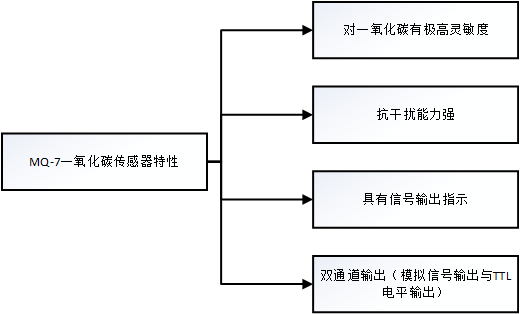 对一氧化碳有极高灵敏度
抗干扰能力强
MQ-7一氧化碳传感器特性
具有信号输出指示
双通道输出（模拟信号输出与TTL
电平输出）